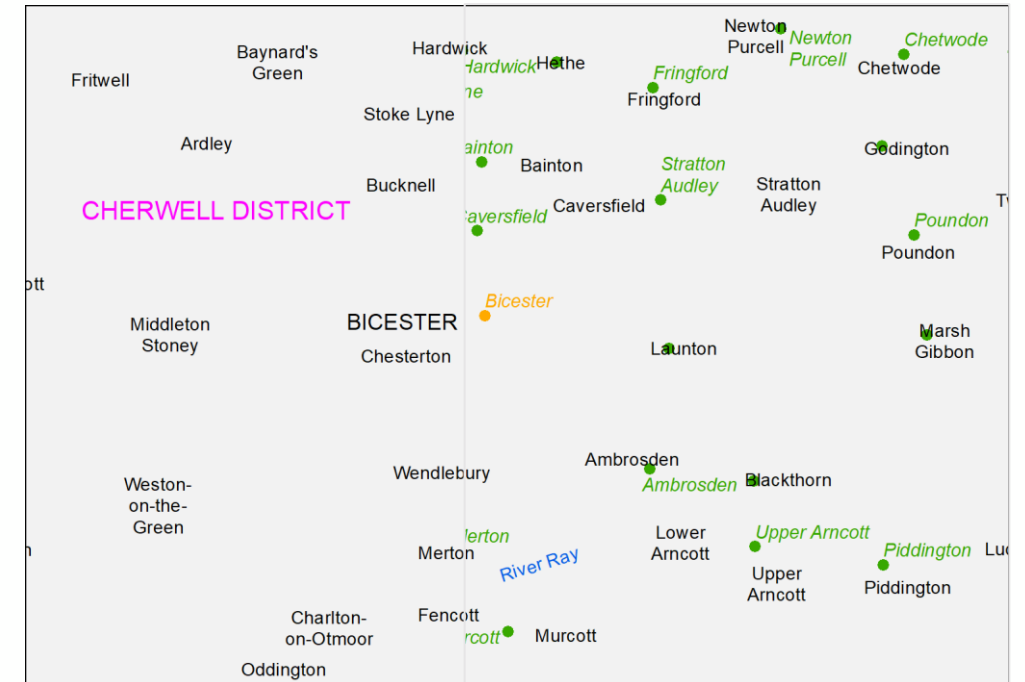 Newton
Purcell
Newton
Purcell
Chetwode
Chetwode
Baynard's
Green
Hardwick
Hardwick
Hethe
Fritwell
Fringford
Fringford
Stoke Lyne
Ardley
Godington
Bainton
Bucknell
Stratton
Audley
Stratton
Audley
CHERWELL DISTRICT
Caversfield
Caversfield
Poundon
Poundon
Bicester
BICESTER
Middleton
Stoney
Chesterton
Launton
Marsh
Gibbon
Ambrosden
Ambrosden
Blackthorn
Wendlebury
Weston-
on-the-
Green
Lower
Arncott
Upper Arncott
Merton
River Ray
Piddington
Piddington
Upper
Arncott
Fencott
Charlton-
on-Otmoor
Murcott
Oddington